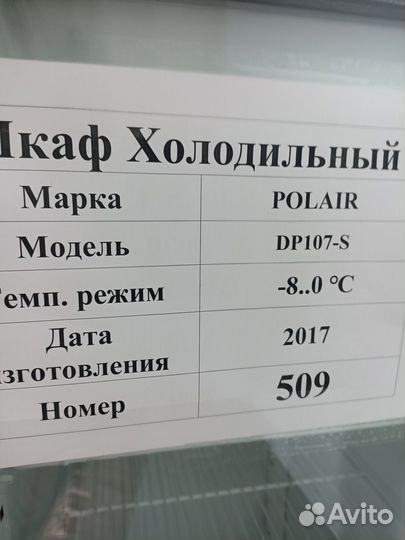 Шкаф Холодильный
Марка POLAIR
Модель DP107-S
Темп. режим -8..0 °C
Дата изготовления 2017
Номер 509
Avito